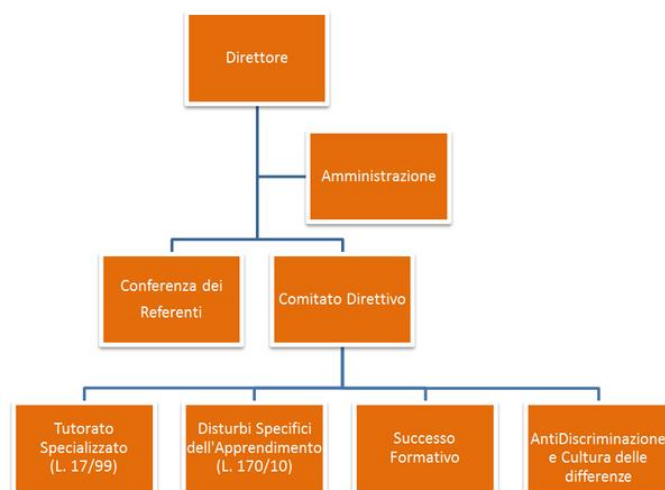 Direttore
Amministrazione
Conferenza dei
Referenti
Comitato Direttivo
Tutorato
Specializzato
(L. 17/99)
Disturbi Specifici
dell'Apprendimento
(L. 170/10)
Successo
Formativo
AntiDiscriminazione
e Cultura delle
differenze